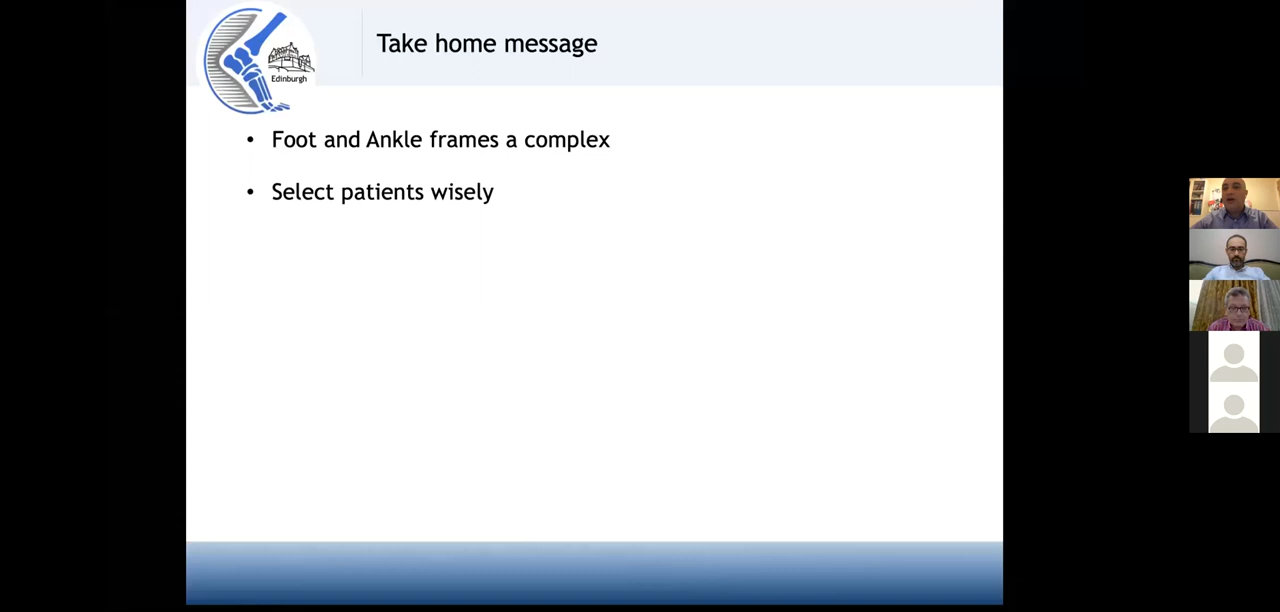 Take home message
Edinburgh
• Foot and Ankle frames a complex
• Select patients wisely